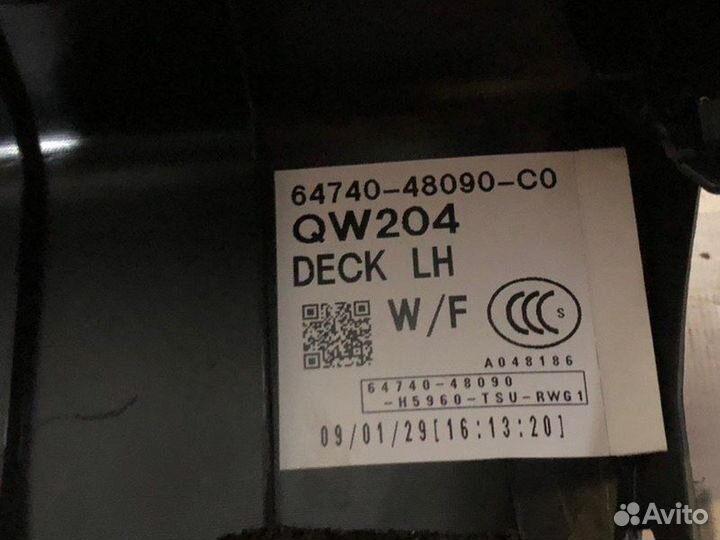 64740-48090-C0
QW204
DECK LH
W/F
CCC S
A048186
64740-48090
-H5960-TSU-RWG1
09/01/29[16:13:20]
Avito